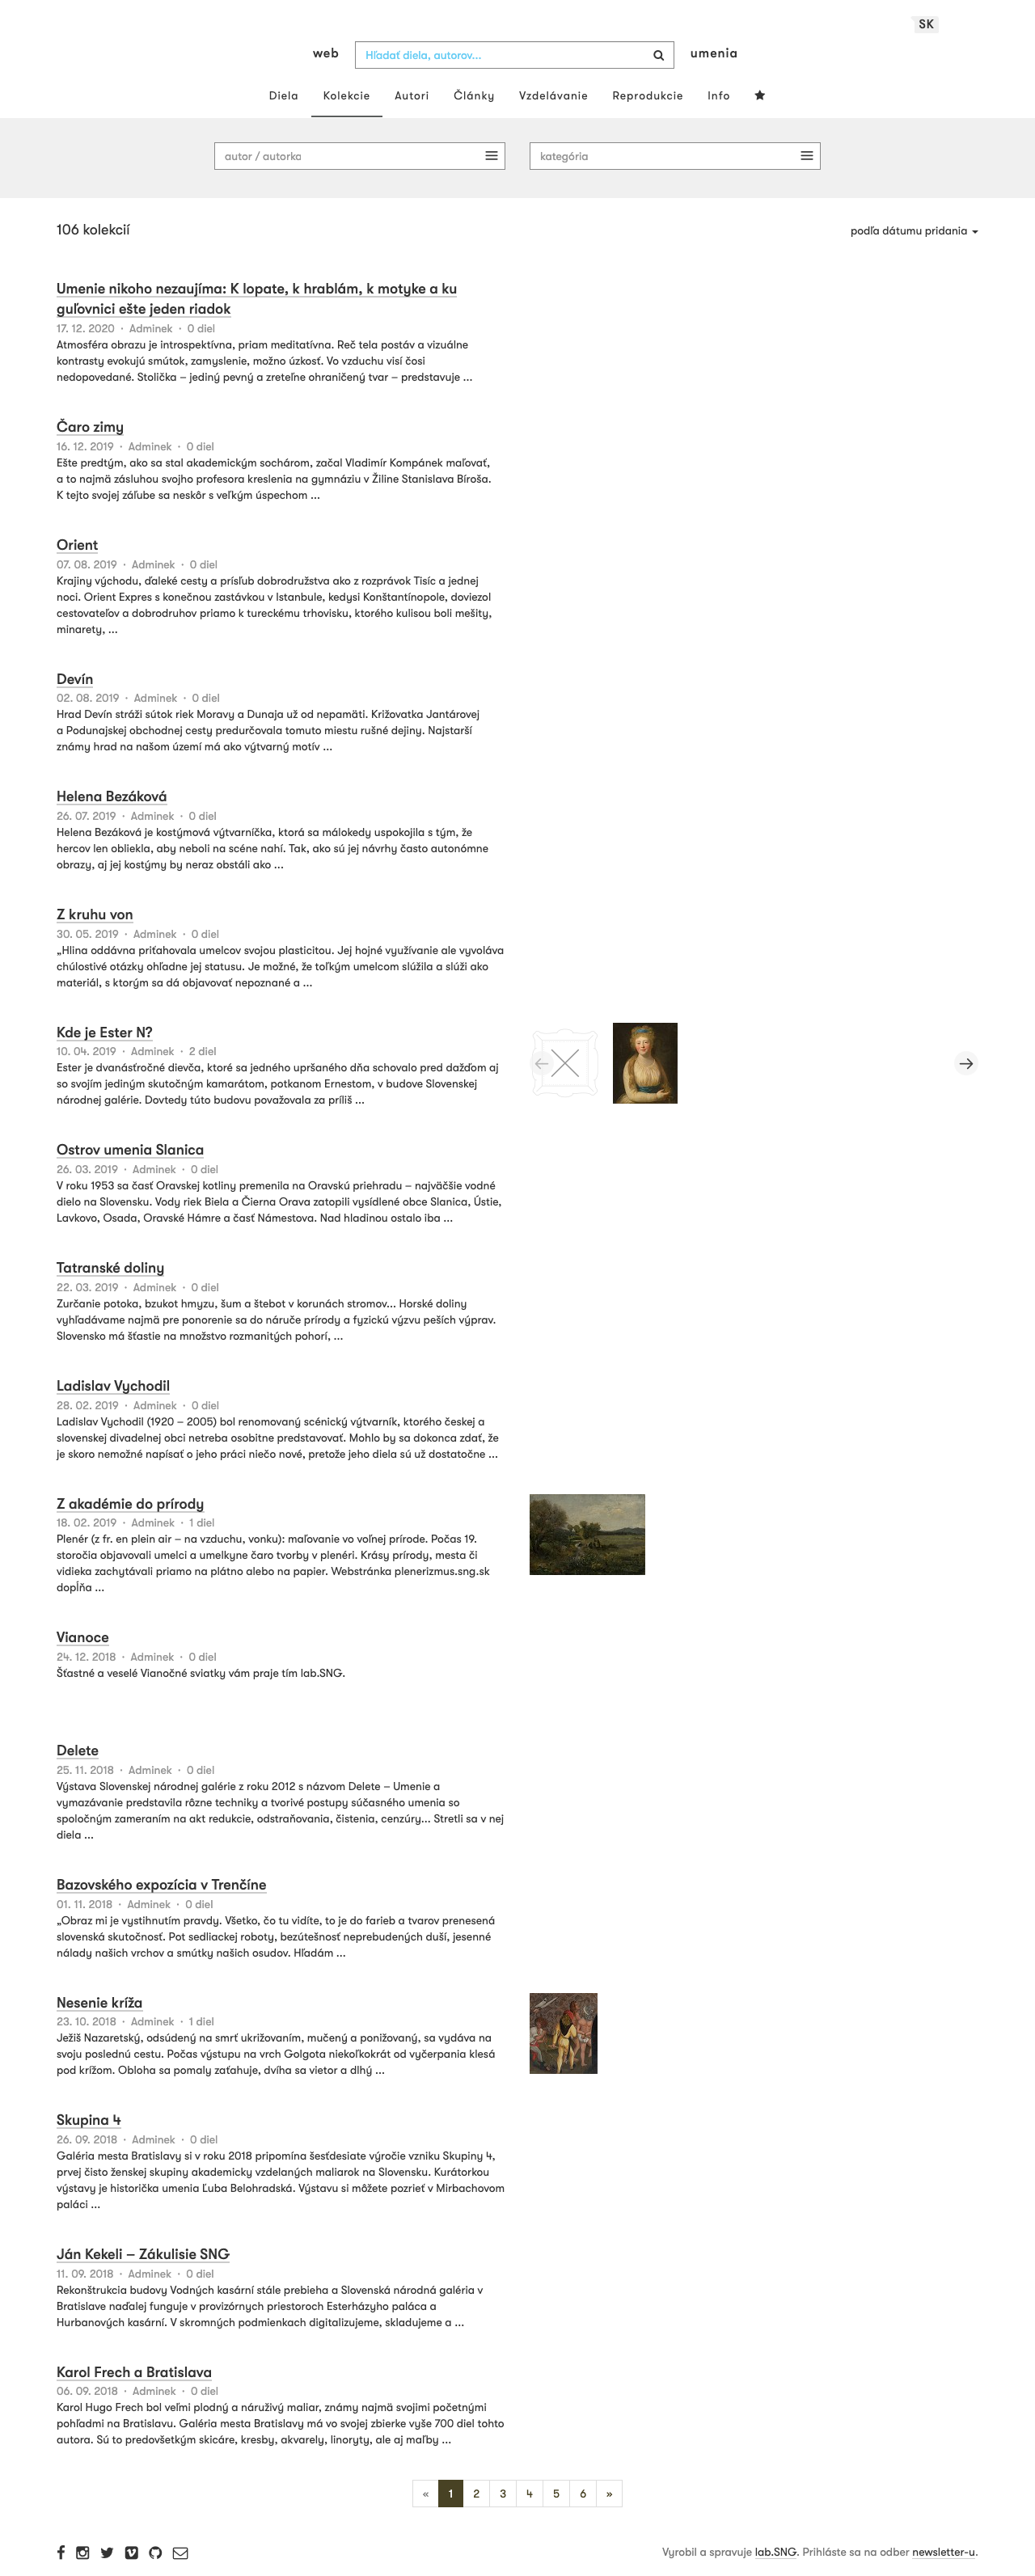 SK
web
Hľadať diela, autorov...
umenia
Diela Kolekcie Autori Články Vzdelávanie Reprodukcie Info
autor / autorka
kategória
106 kolekcií
podľa dátumu pridania
Umenie nikoho nezaujíma: K lopate, k hrablám, k motyke a ku
guľovnici ešte jeden riadok
17. 12. 2020 · Adminek · 0 diel
Atmosféra obrazu je introspektívna, priam meditatívna. Reč tela postáv a vizuálne
kontrasty evokujú smútok, zamyslenie, možno úzkosť. Vo vzduchu visí čosi
nedopovedané. Stolička – jediný pevný a zreteľne ohraničený tvar – predstavuje ...
Čaro zimy
16. 12. 2019 · Adminek · 0 diel
Ešte predtým, ako sa stal akademickým sochárom, začal Vladimír Kompánek maľovať,
a to najmä zásluhou svojho profesora kreslenia na gymnáziu v Žiline Stanislava Bíroša.
K tejto svojej záľube sa neskôr s veľkým úspechom ...
Orient
07. 08. 2019 · Adminek · 0 diel
Krajiny východu, ďaleké cesty a prísľub dobrodružstva ako z rozprávok Tisíc a jednej
noci. Orient Expres s konečnou zastávkou v Istanbule, kedysi Konštantínopole, doviezol
cestovateľov a dobrodruhov priamo k tureckému trhovisku, ktorého kulisou boli mešity,
minarety, ...
Devín
02. 08. 2019 · Adminek · 0 diel
Hrad Devín stráži sútok riek Moravy a Dunaja už od nepamäti. Križovatka Jantárovej
a Podunajskej obchodnej cesty predurčovala tomuto miestu rušné dejiny. Najstarší
známy hrad na našom území má ako výtvarný motív ...
Helena Bezáková
26. 07. 2019 · Adminek · 0 diel
Helena Bezáková je kostýmová výtvarníčka, ktorá sa málokedy uspokojila s tým, že
hercov len obliekla, aby neboli na scéne nahí. Tak, ako sú jej návrhy často autonómne
obrazy, aj jej kostýmy by neraz obstáli ako ...
Z kruhu von
30. 05. 2019 · Adminek · 0 diel
„Hlina oddávna priťahovala umelcov svojou plasticitou. Jej hojné využívanie ale vyvoláva
chúlostivé otázky ohľadne jej statusu. Je možné, že toľkým umelcom slúžila a slúži ako
materiál, s ktorým sa dá objavovať nepoznané a ...
Kde je Ester N?
10. 04. 2019 · Adminek · 2 diel
Ester je dvanásťročné dievča, ktoré sa jedného upršaného dňa schovalo pred dažďom aj
so svojím jediným skutočným kamarátom, potkanom Ernestom, v budove Slovenskej
národnej galérie. Dovtedy túto budovu považovala za príliš ...
Ostrov umenia Slanica
26. 03. 2019 · Adminek · 0 diel
V roku 1953 sa časť Oravskej kotliny premenila na Oravskú priehradu – najväčšie vodné
dielo na Slovensku. Vody riek Biela a Čierna Orava zatopili vysídlené obce Slanica, Ústie,
Lavkovo, Osada, Oravské Hámre a časť Námestova. Nad hladinou ostalo iba ...
Tatranské doliny
22. 03. 2019 · Adminek · 0 diel
Zurčanie potoka, bzukot hmyzu, šum a štebot v korunách stromov... Horské doliny
vyhľadávame najmä pre ponorenie sa do náruče prírody a fyzickú výzvu peších výprav.
Slovensko má šťastie na množstvo rozmanitých pohorí, ...
Ladislav Vychodil
28. 02. 2019 · Adminek · 0 diel
Ladislav Vychodil (1920 – 2005) bol renomovaný scénický výtvarník, ktorého českej a
slovenskej divadelnej obci netreba osobitne predstavovať. Mohlo by sa dokonca zdať, že
je skoro nemožné napísať o jeho práci niečo nové, pretože jeho diela sú už dostatočne ...
Z akadémie do prírody
18. 02. 2019 · Adminek · 1 diel
Plenér (z fr. en plein air – na vzduchu, vonku): maľovanie vo voľnej prírode. Počas 19.
storočia objavovali umelci a umelkyne čaro tvorby v plenéri. Krásy prírody, mesta či
vidieka zachytávali priamo na plátno alebo na papier. Webstránka plenerizmus.sng.sk
dopĺňa ...
Vianoce
24. 12. 2018 · Adminek · 0 diel
Šťastné a veselé Vianočné sviatky vám praje tím lab.SNG.
Delete
25. 11. 2018 · Adminek · 0 diel
Výstava Slovenskej národnej galérie z roku 2012 s názvom Delete – Umenie a
vymazávanie predstavila rôzne techniky a tvorivé postupy súčasného umenia so
spoločným zameraním na akt redukcie, odstraňovania, čistenia, cenzúry... Stretli sa v nej
diela ...
Bazovského expozícia v Trenčíne
01. 11. 2018 · Adminek · 0 diel
„Obraz mi je vystihnutím pravdy. Všetko, čo tu vidíte, to je do farieb a tvarov prenesená
slovenská skutočnosť. Pot sedliackej roboty, bezútešnosť neprebudených duší, jesenné
nálady našich vrchov a smútky našich osudov. Hľadám ...
Nesenie kríža
23. 10. 2018 · Adminek · 1 diel
Ježiš Nazaretský, odsúdený na smrť ukrižovaním, mučený a ponižovaný, sa vydáva na
svoju poslednú cestu. Počas výstupu na vrch Golgota niekoľkokrát od vyčerpania klesá
pod krížom. Obloha sa pomaly zaťahuje, dvíha sa vietor a dlhý ...
Skupina 4
26. 09. 2018 · Adminek · 0 diel
Galéria mesta Bratislavy si v roku 2018 pripomína šesťdesiate výročie vzniku Skupiny 4,
prvej čisto ženskej skupiny akademicky vzdelaných maliarok na Slovensku. Kurátorkou
výstavy je historička umenia Ľuba Belohradská. Výstavu si môžete pozrieť v Mirbachovom
paláci ...
Ján Kekeli – Zákulisie SNG
11. 09. 2018 · Adminek · 0 diel
Rekonštrukcia budovy Vodných kasární stále prebieha a Slovenská národná galéria v
Bratislave naďalej funguje v provizórnych priestoroch Esterházyho paláca a
Hurbanových kasární. V skromných podmienkach digitalizujeme, skladujeme a ...
Karol Frech a Bratislava
06. 09. 2018 · Adminek · 0 diel
Karol Hugo Frech bol veľmi plodný a náruživý maliar, známy najmä svojimi početnými
pohľadmi na Bratislavu. Galéria mesta Bratislavy má vo svojej zbierke vyše 700 diel tohto
autora. Sú to predovšetkým skicáre, kresby, akvarely, linoryty, ale aj maľby ...
« 1 2 3 4 5 6 »
Vyrobil a spravuje lab.SNG. Prihláste sa na odber newsletter-u.